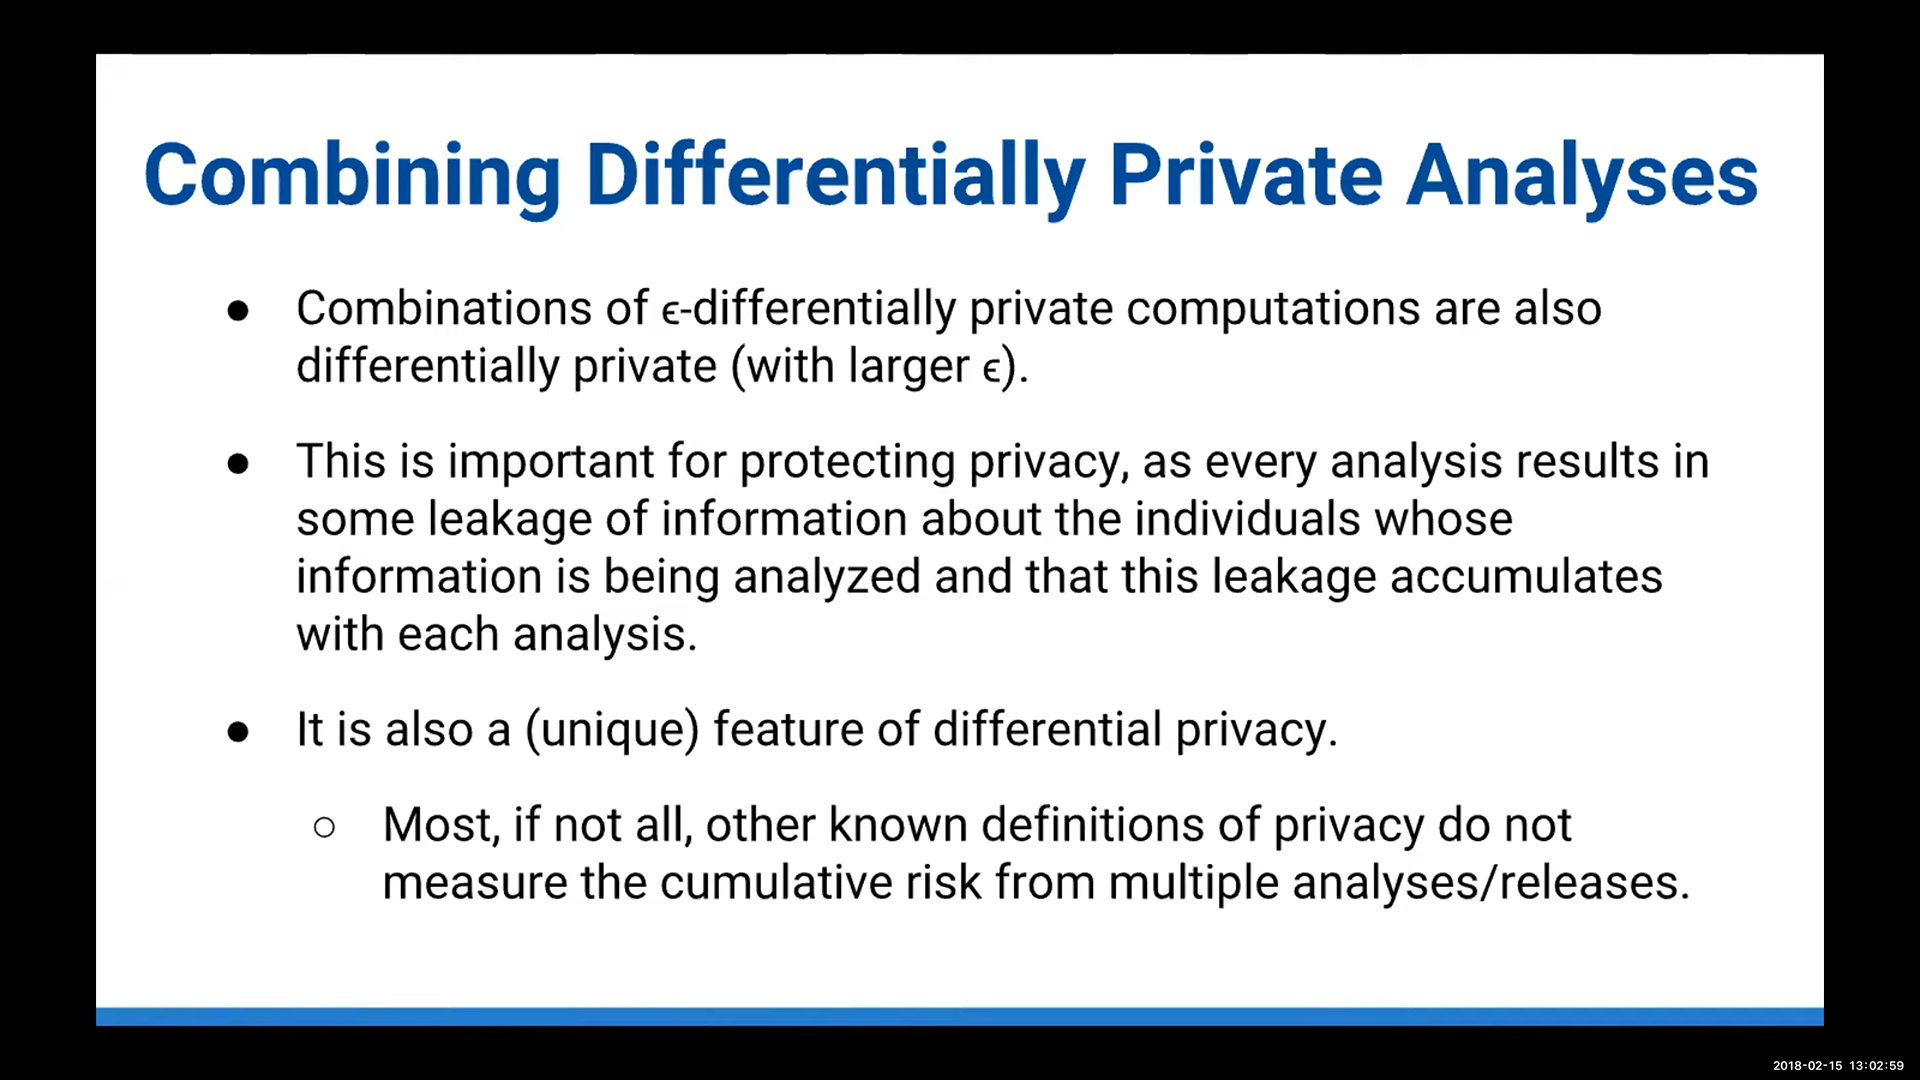 Combining Differentially Private Analyses
● Combinations of ϵ-differentially private computations are also
differentially private (with larger ϵ).
● This is important for protecting privacy, as every analysis results in
some leakage of information about the individuals whose
information is being analyzed and that this leakage accumulates
with each analysis.
● It is also a (unique) feature of differential privacy.
○ Most, if not all, other known definitions of privacy do not
measure the cumulative risk from multiple analyses/releases.
2018-02-15 13:02:59